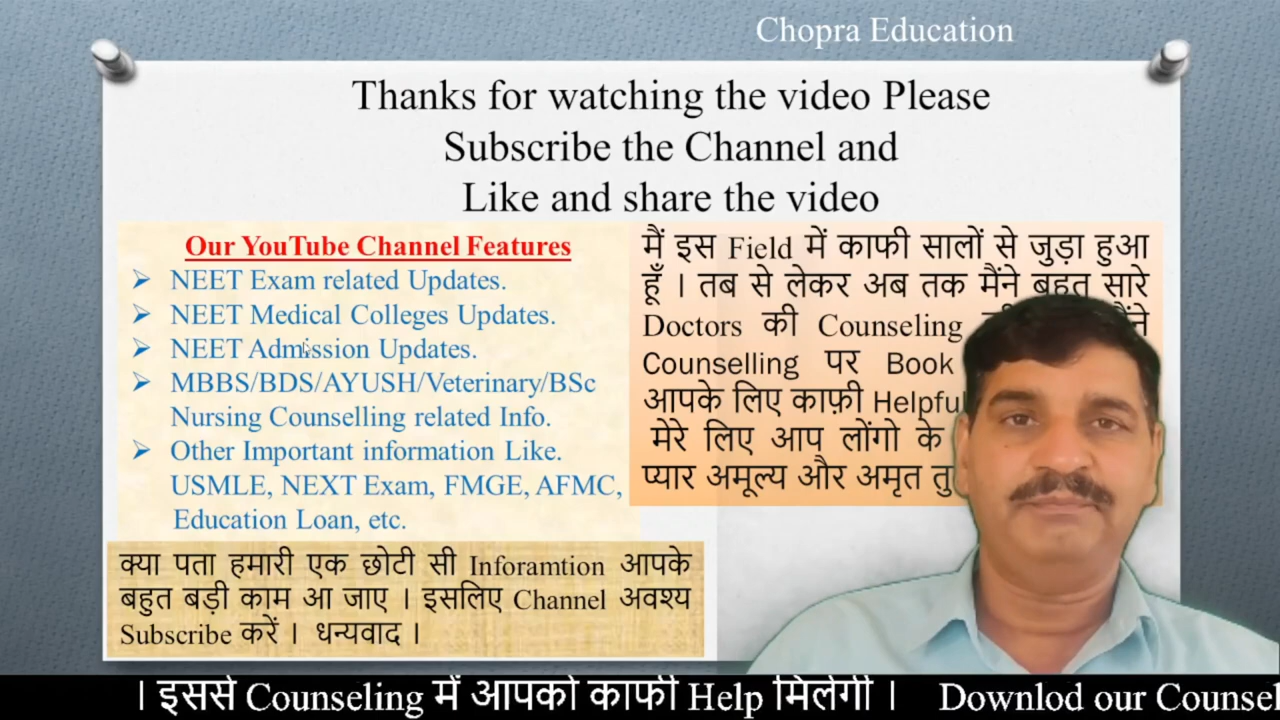 Chopra Education
Thanks for watching the video Please
Subscribe the Channel and
Like and share the video
Our YouTube Channel Features
➢ NEET Exam related Updates.
➢ NEET Medical Colleges Updates.
➢ NEET Admission Updates.
➢ MBBS/BDS/AYUSH/Veterinary/BSc
Nursing Counselling related Info.
➢ Other Important information Like.
USMLE, NEXT Exam, FMGE, AFMC,
Education Loan, etc.
मैं इस Field में काफी सालों से जुड़ा हुआ
हूँ । तब से लेकर अब तक मैंने बहुत सारे
Doctors की Counseling
Counselling पर Book
आपके लिए काफ़ी Helpful
मेरे लिए आप लोंगो के
प्यार अमूल्य और अमृत
क्या पता हमारी एक छोटी सी Inforamtion आपके
बहुत बड़ी काम आ जाए । इसलिए Channel अवश्य
Subscribe करें । धन्यवाद ।
। इससे Counseling में आपको काफी Help मिलेगी । Downlod our Counsel